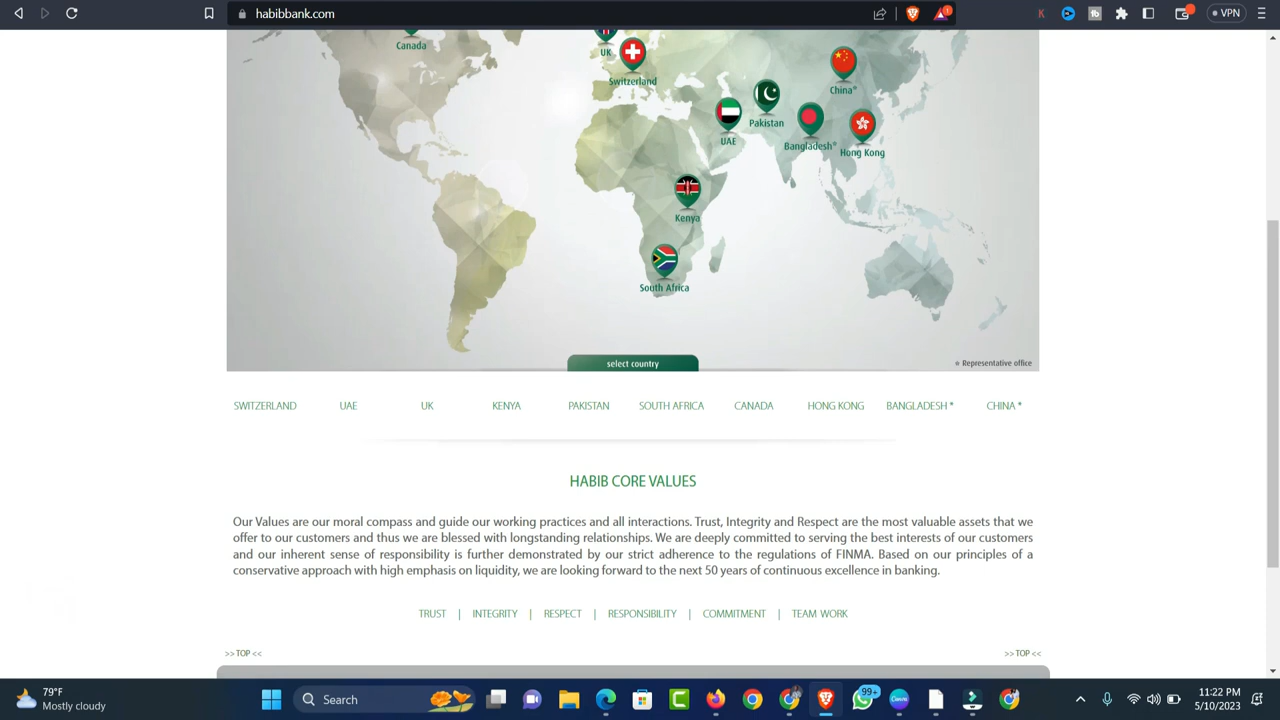 habibbank.com
1
K
VPN
Canada
UK
Switzerland
China*
Pakistan
UAE
Bangladesh*
Hong Kong
Kenya
South Africa
select country
* Representative office
SWITZERLAND UAE UK KENYA PAKISTAN SOUTH AFRICA CANADA HONG KONG BANGLADESH * CHINA *
HABIB CORE VALUES
Our Values are our moral compass and guide our working practices and all interactions. Trust, Integrity and Respect are the most valuable assets that we
offer to our customers and thus we are blessed with longstanding relationships. We are deeply committed to serving the best interests of our customers
and our inherent sense of responsibility is further demonstrated by our strict adherence to the regulations of FINMA. Based on our principles of a
conservative approach with high emphasis on liquidity, we are looking forward to the next 50 years of continuous excellence in banking.
TRUST | INTEGRITY | RESPECT | RESPONSIBILITY | COMMITMENT | TEAM WORK
>> TOP << >> TOP <<
79°F
Mostly cloudy
Search
99+
11:22 PM
5/10/2023